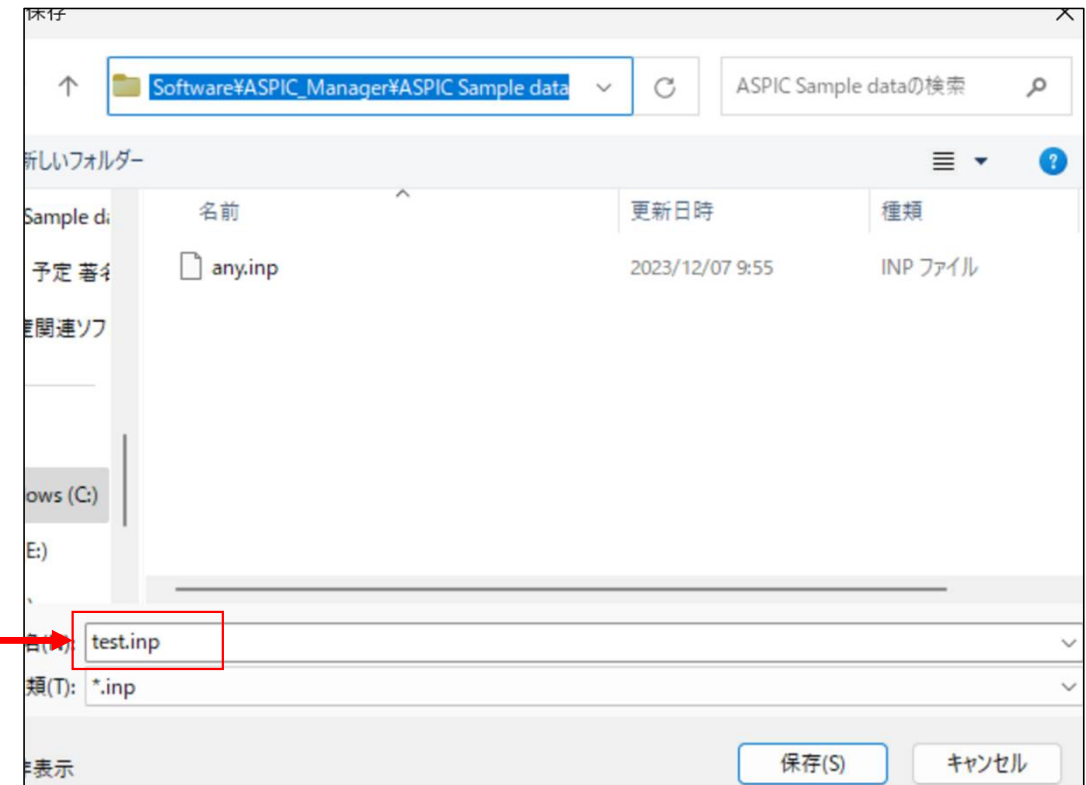 保存
Software¥ASPIC_Manager¥ASPIC Sample data
ASPIC Sample dataの検索
新しいフォルダー
Sample da
名前 更新日時 種類
予定 著名
any.inp 2023/12/07 9:55 INP ファイル
関連ソフ
ows (C:)
E:)
名(N): test.inp
類(T): *.inp
表示
保存(S) キャンセル